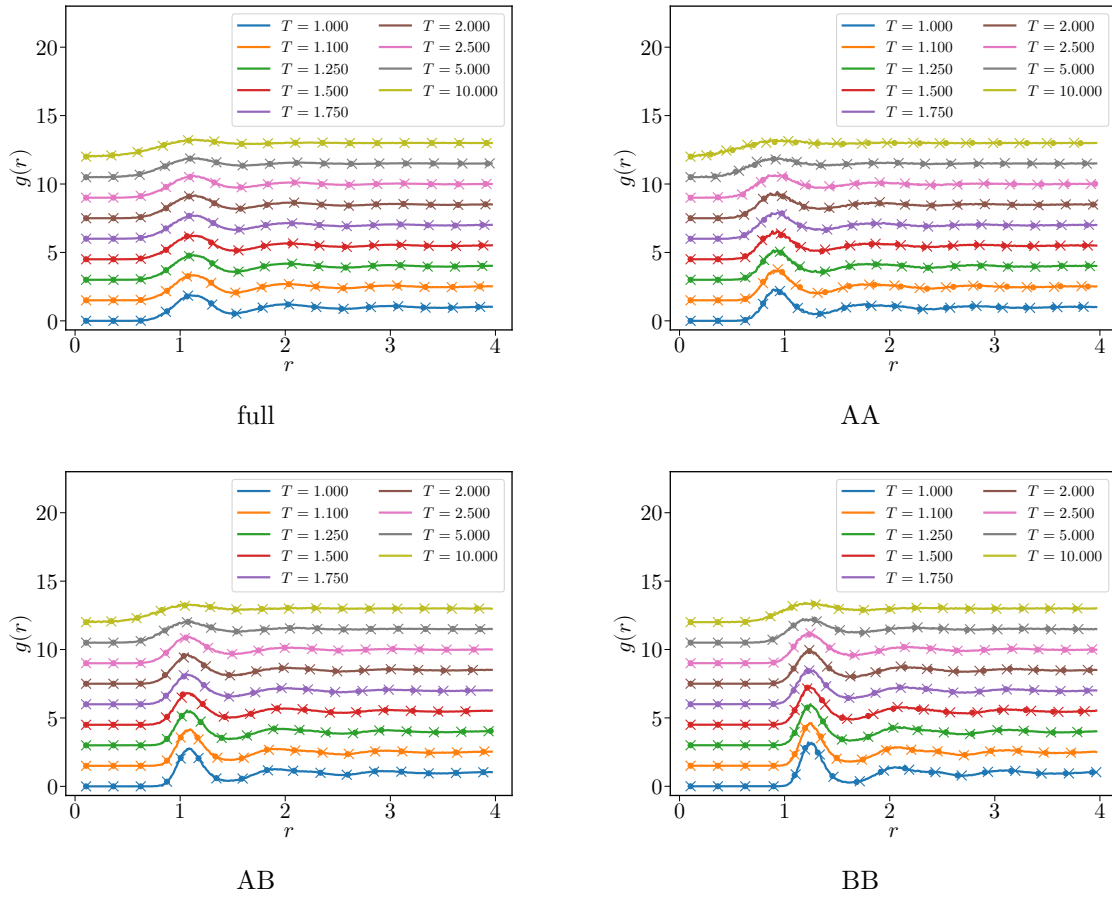 g(r)
20
15
10
5
0
T = 1.000
T = 1.100
T = 1.250
T = 1.500
T = 1.750
T = 2.000
T = 2.500
T = 5.000
T = 10.000
0 1 2 3 4
r
full
g(r)
20
15
10
5
0
T = 1.000
T = 1.100
T = 1.250
T = 1.500
T = 1.750
T = 2.000
T = 2.500
T = 5.000
T = 10.000
0 1 2 3 4
r
AA
g(r)
20
15
10
5
0
T = 1.000
T = 1.100
T = 1.250
T = 1.500
T = 1.750
T = 2.000
T = 2.500
T = 5.000
T = 10.000
0 1 2 3 4
r
AB
g(r)
20
15
10
5
0
T = 1.000
T = 1.100
T = 1.250
T = 1.500
T = 1.750
T = 2.000
T = 2.500
T = 5.000
T = 10.000
0 1 2 3 4
r
BB